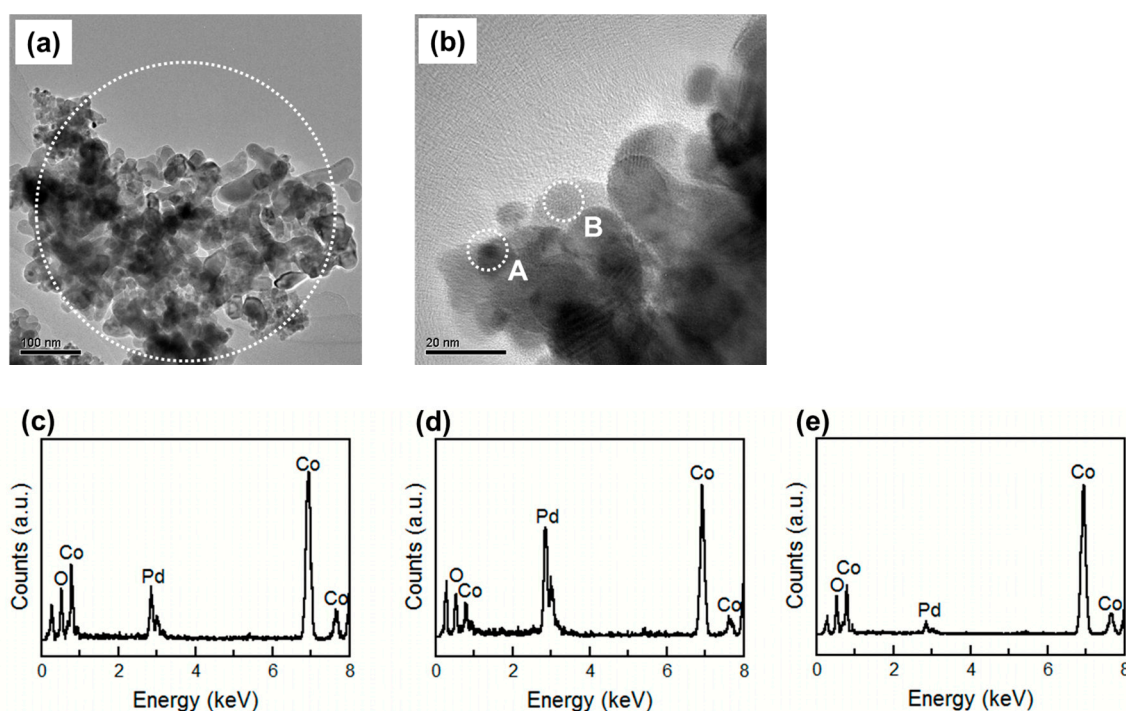 (a)
100 nm
(b)
A
B
20 nm
(c)
Counts (a.u.)
O
Co
Pd
Co
Co
0 2 4 6 8
Energy (keV)
(d)
Counts (a.u.)
O
Co
Pd
Co
Co
0 2 4 6 8
Energy (keV)
(e)
Counts (a.u.)
O
Co
Pd
Co
Co
0 2 4 6 8
Energy (keV)